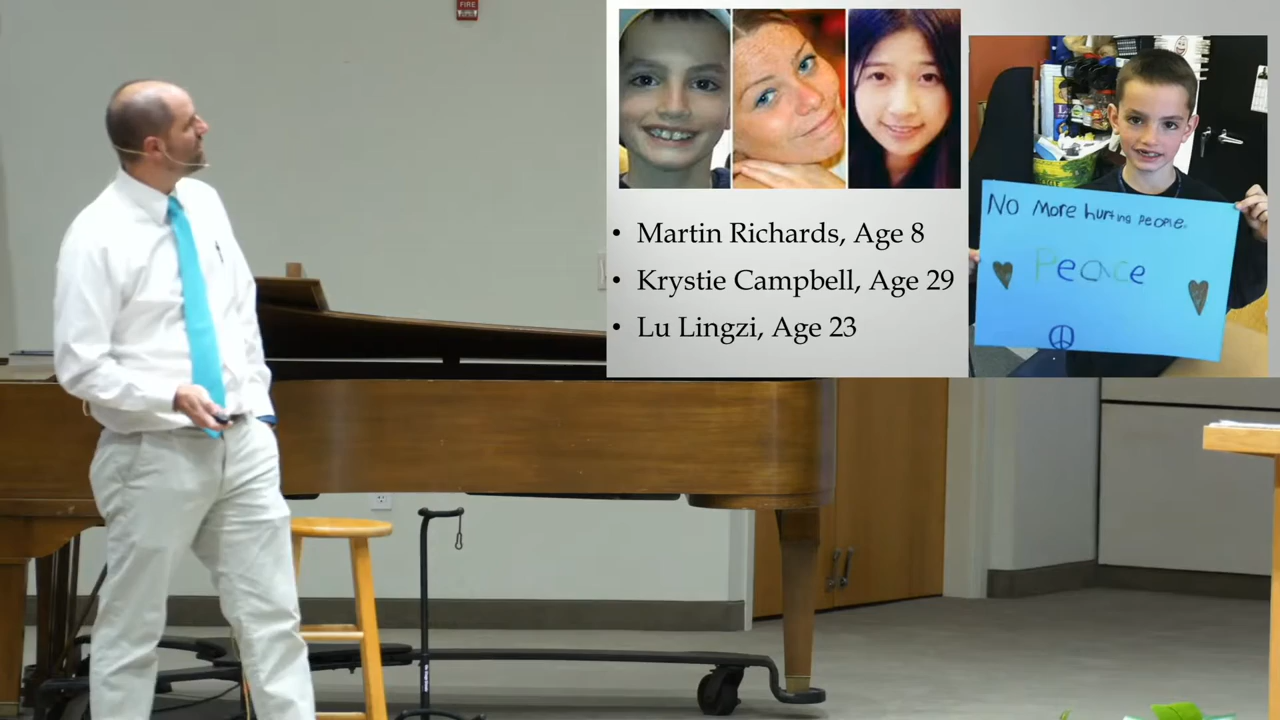 FIRE
• Martin Richards, Age 8
• Krystie Campbell, Age 29
• Lu Lingzi, Age 23
No More hurting People.
Peace